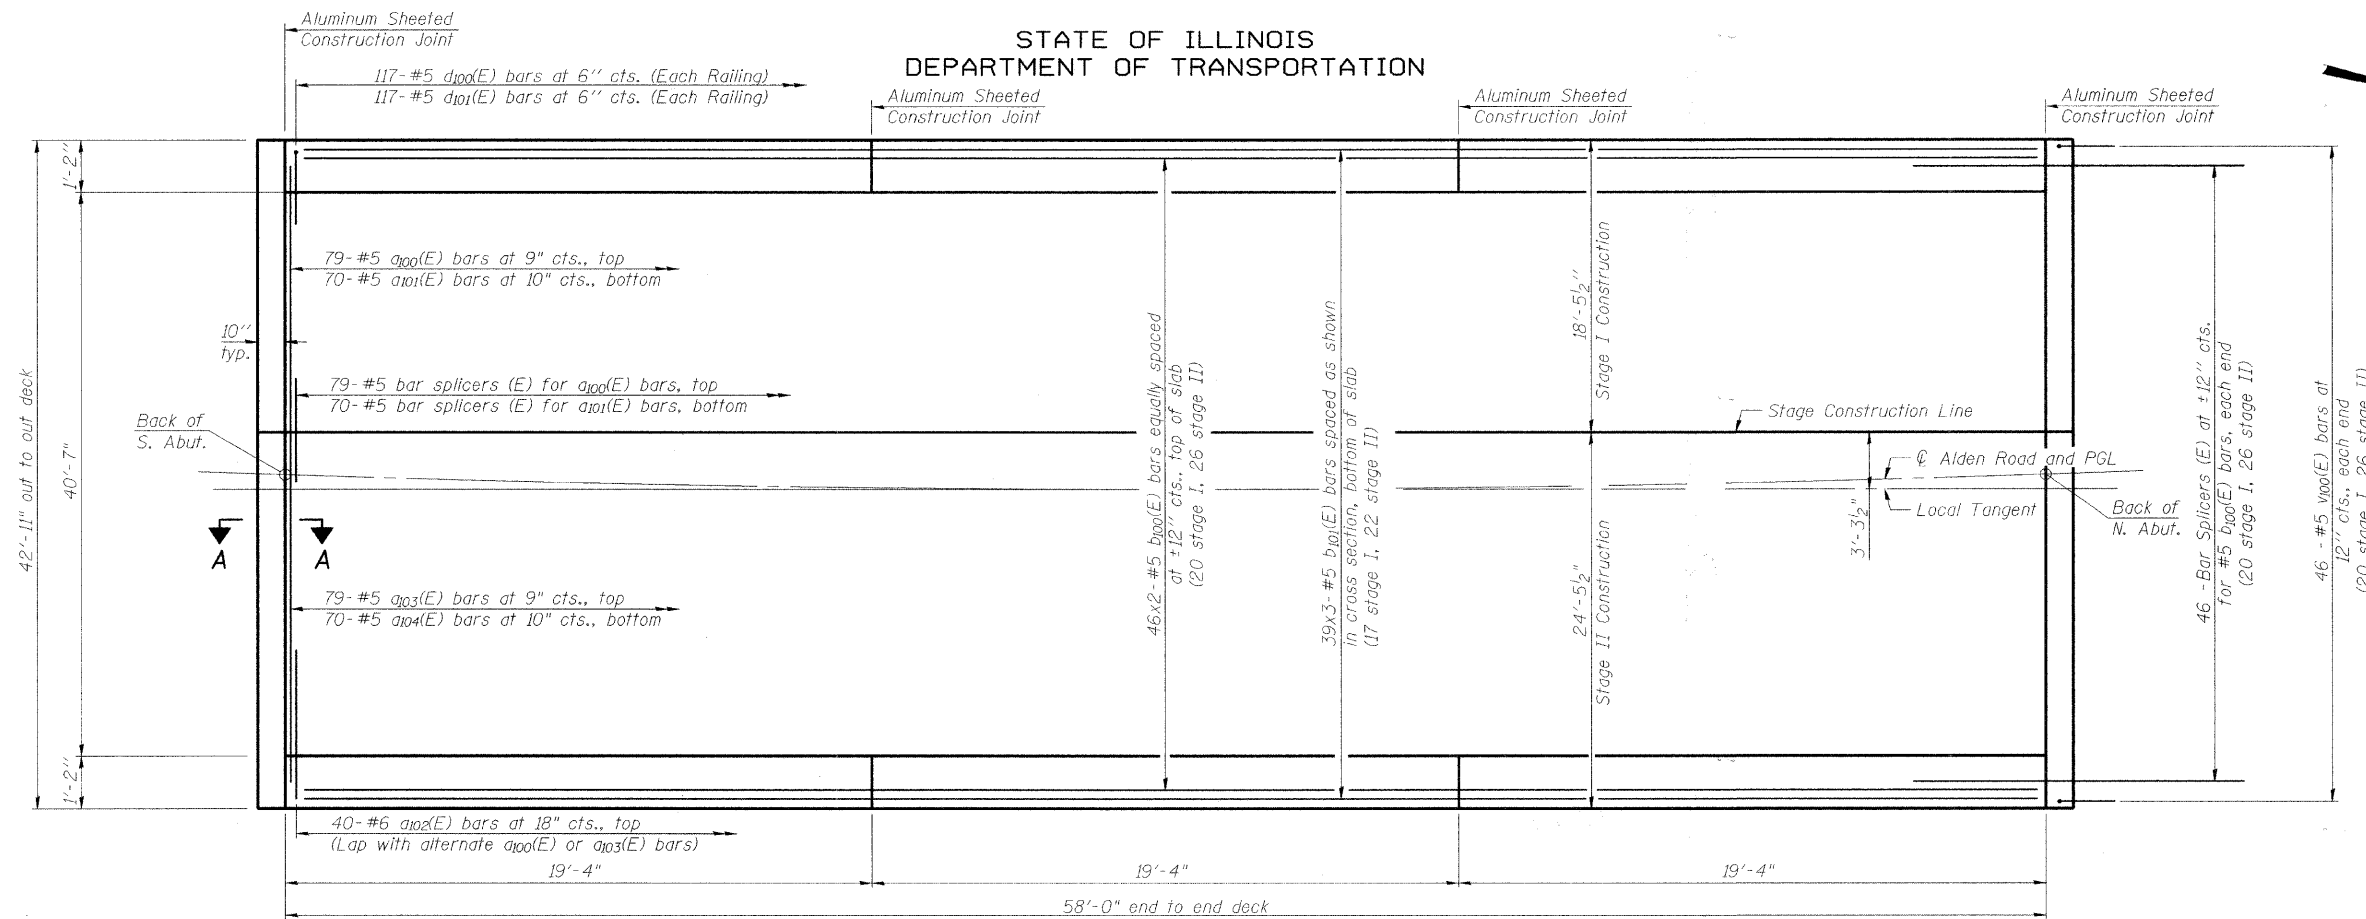 STATE OF ILLINOIS
DEPARTMENT OF TRANSPORTATION
Aluminum Sheeted
Construction Joint
117-#5 d100(E) bars at 6'' cts. (Each Railing)
117-#5 d101(E) bars at 6'' cts. (Each Railing)
Aluminum Sheeted
Construction Joint
Aluminum Sheeted
Construction Joint
Aluminum Sheeted
Construction Joint
1'-2''
42'-11" out to out deck
40'-7"
1'-2''
79-#5 a100(E) bars at 9" cts., top
70-#5 a101(E) bars at 10" cts., bottom
10''
typ.
79-#5 bar splicers (E) for a100(E) bars, top
70-#5 bar splicers (E) for a101(E) bars, bottom
Back of
S. Abut.
A
A
79-#5 a103(E) bars at 9" cts., top
70-#5 a104(E) bars at 10" cts., bottom
40-#6 a102(E) bars at 18" cts., top
(Lap with alternate a100(E) or a103(E) bars)
46x2-#5 b100(E) bars equally spaced
at ±12'' cts., top of slab
(20 stage I, 26 stage II)
39x3-#5 b101(E) bars spaced as shown
in cross section, bottom of slab
(17 stage I, 22 stage II)
18'-5½''
Stage I Construction
24'-5½"
Stage II Construction
Stage Construction Line
℄ Alden Road and PGL
Local Tangent
3'-3½''
Back of
N. Abut.
46 -Bar Splicers (E) at ±12'' cts.
for #5 b100(E) bars, each end
(20 stage I, 26 stage II)
46 - #5 v100(E) bars at
12'' cts., each end
(20 stage I, 26 stage II)
19'-4"
19'-4"
19'-4"
58'-0" end to end deck